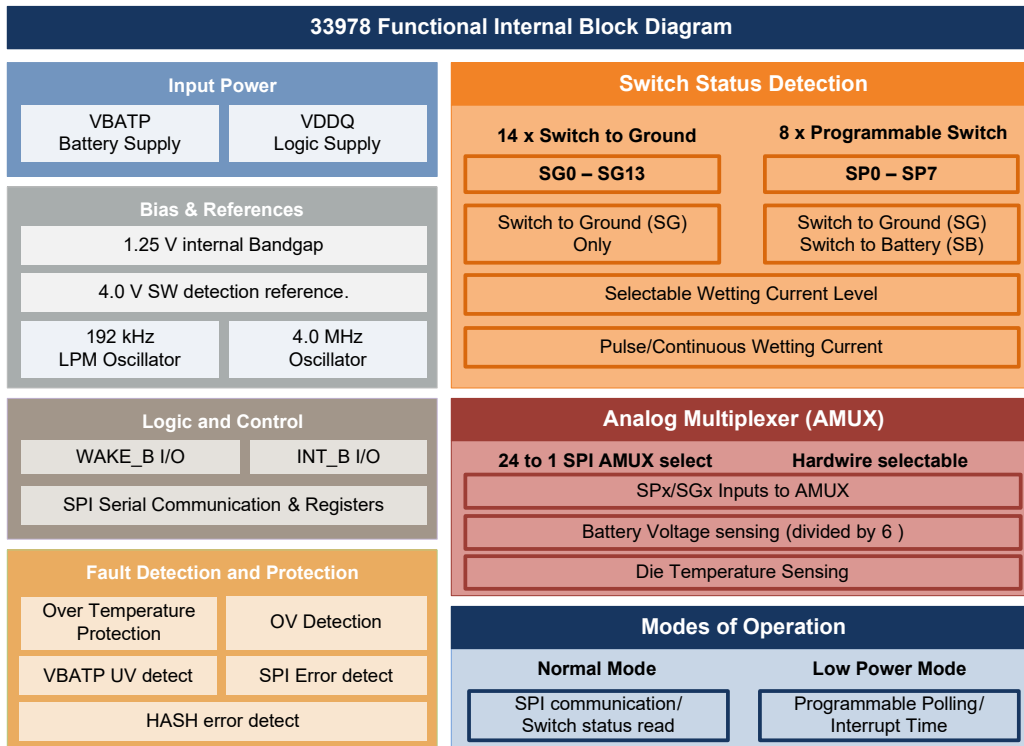 33978 Functional Internal Block Diagram
Input Power
VBATP
Battery Supply
VDDQ
Logic Supply
Bias & References
1.25 V internal Bandgap
4.0 V SW detection reference.
192 kHz
LPM Oscillator
4.0 MHz
Oscillator
Logic and Control
WAKE_B I/O
INT_B I/O
SPI Serial Communication & Registers
Fault Detection and Protection
Over Temperature
Protection
OV Detection
VBATP UV detect
SPI Error detect
HASH error detect
Switch Status Detection
14 x Switch to Ground
8 x Programmable Switch
SG0 – SG13
SP0 – SP7
Switch to Ground (SG)
Only
Switch to Ground (SG)
Switch to Battery (SB)
Selectable Wetting Current Level
Pulse/Continuous Wetting Current
Analog Multiplexer (AMUX)
24 to 1 SPI AMUX select
Hardwire selectable
SPx/SGx Inputs to AMUX
Battery Voltage sensing (divided by 6 )
Die Temperature Sensing
Modes of Operation
Normal Mode
Low Power Mode
SPI communication/
Switch status read
Programmable Polling/
Interrupt Time